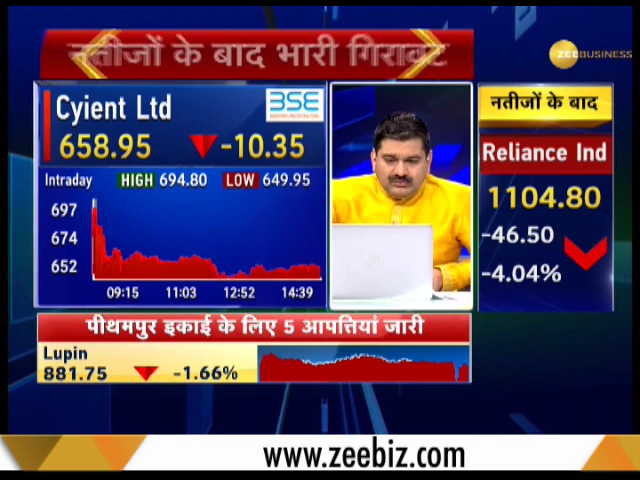 नतीजों के बाद भारी गिरावट
ZEE BUSINESS
Cyient Ltd
BSE
658.95 -10.35
Intraday HIGH 694.80 LOW 649.95
697
674
652
09:15 11:03 12:52 14:39
नतीजों के बाद
Reliance Ind
1104.80
-46.50
-4.04%
पीथमपुर इकाई के लिए 5 आपत्तियां जारी
Lupin
881.75 -1.66%
www.zeebiz.com